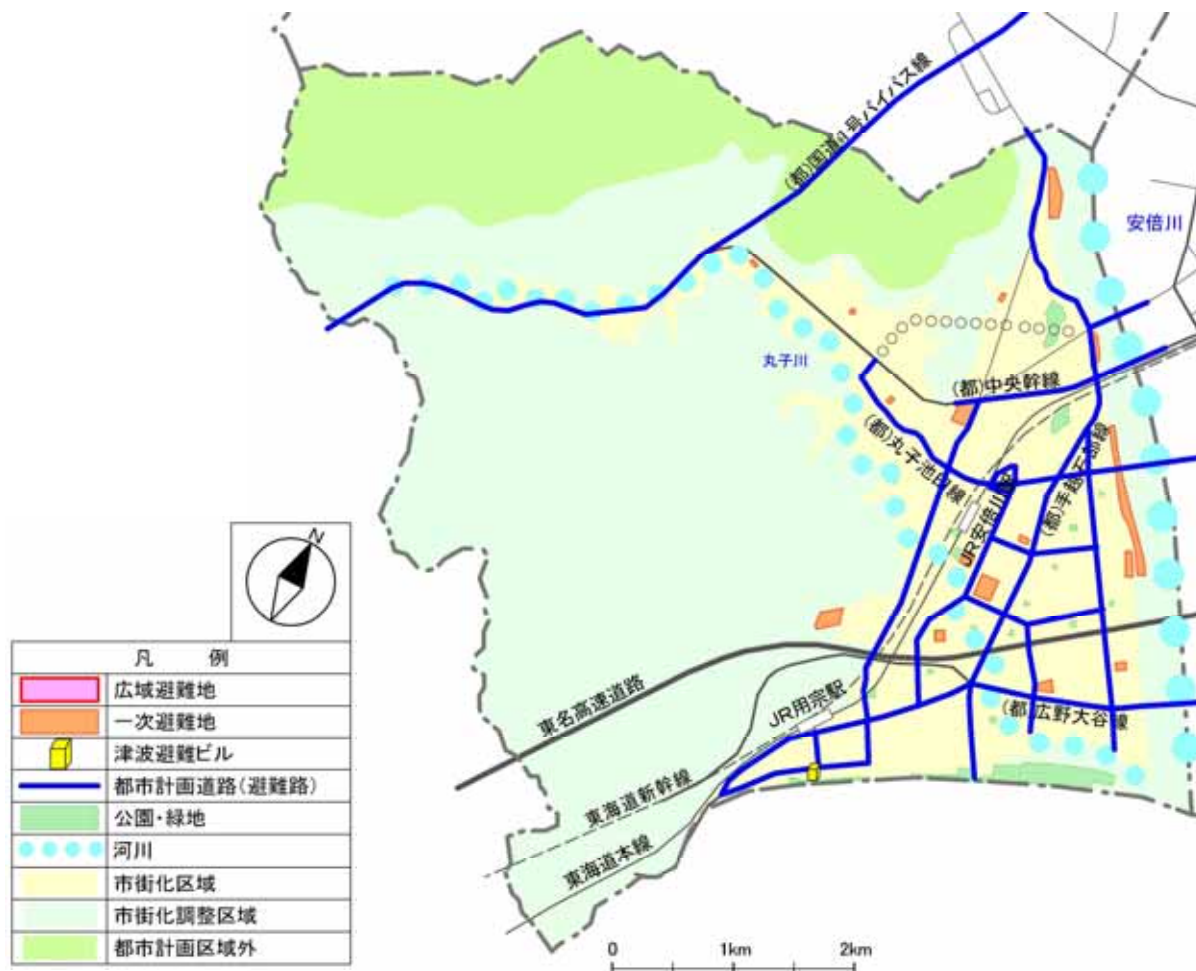 (都)国道1号バイパス線
安倍川
丸子川
(都)中央幹線
(都)丸子池田線
JR安倍川駅
(都)手越五郎線
東名高速道路
JR用宗駅
(都)広野大谷線
東海道新幹線
東海道本線
N
凡 例
広域避難地
一次避難地
津波避難ビル
都市計画道路(避難路)
公園・緑地
河川
市街化区域
市街化調整区域
都市計画区域外
0 1km 2km